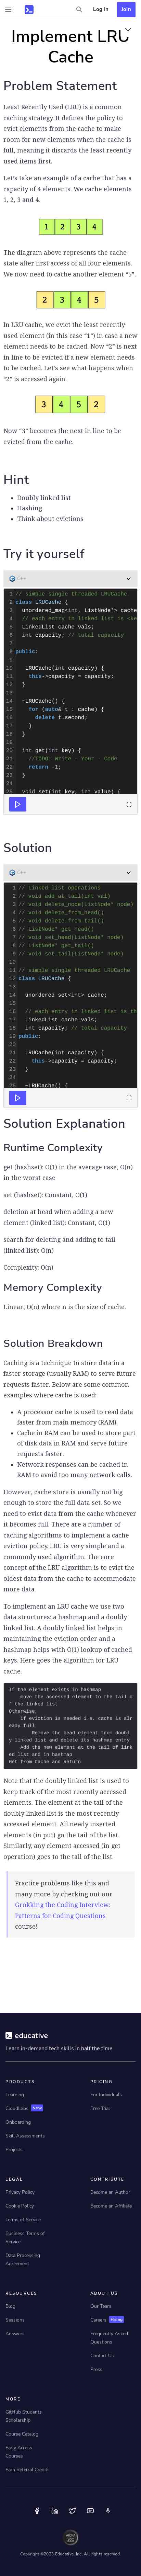 Log In
Join
Implement LRU
Cache
Problem Statement
Least Recently Used (LRU) is a common
caching strategy. It defines the policy to
evict elements from the cache to make
room for new elements when the cache is
full, meaning it discards the least recently
used items first.
Let’s take an example of a cache that has a
capacity of 4 elements. We cache elements
1, 2, 3 and 4.
1 2 3 4
The diagram above represents the cache
state after first access of all four elements.
We now need to cache another element “5”.
2 3 4 5
In LRU cache, we evict the least recently
used element (in this case “1”) in case a new
element needs to be cached. Now “2” is next
in line to be evicted if a new element needs
to be cached. Let’s see what happens when
“2” is accessed again.
3 4 5 2
Now “3” becomes the next in line to be
evicted from the cache.
Hint
Doubly linked list
Hashing
Think about evictions
Try it yourself
C++
1 // simple single threaded LRUCache
2 class LRUCache {
3 unordered_map<int, ListNode*> cache
4 // each entry in linked list is
5 LinkedList cache_vals;
6 int capacity; // total capacity
7
8 public:
9
10 LRUCache(int capacity) {
11 this->capacity = capacity;
12 }
13
14 ~LRUCache() {
15 for (auto& t : cache) {
16 delete t.second;
17 }
18 }
19
20 int get(int key) {
21 //TODO: Write - Your - Code
22 return -1;
23 }
24
25 void set(int key, int value) {
Solution
C++
1 // Linked list operations
2 // void add_at_tail(int val)
3 // void delete_node(ListNode* node)
4 // void delete_from_head()
5 // void delete_from_tail()
6 // ListNode* get_head()
7 // void set_head(ListNode* node)
8 // ListNode* get_tail()
9 // void set_tail(ListNode* node)
10
11 // simple single threaded LRUCache
12 class LRUCache {
13
14 unordered_set<int> cache;
15
16 // each entry in linked list is th
17 LinkedList cache_vals;
18 int capacity; // total capacity
19 public:
20
21 LRUCache(int capacity) {
22 this->capacity = capacity;
23 }
24
25 ~LRUCache() {
Solution Explanation
Runtime Complexity
get (hashset): O(1) in the average case, O(n)
in the worst case
set (hashset): Constant, O(1)
deletion at head when adding a new
element (linked list): Constant, O(1)
search for deleting and adding to tail
(linked list): O(n)
Complexity: O(n)
Memory Complexity
Linear, O(n) where n is the size of cache.
Solution Breakdown
Caching is a technique to store data in a
faster storage (usually RAM) to serve future
requests faster. Below are some common
examples where cache is used:
A processor cache is used to read data
faster from main memory (RAM).
Cache in RAM can be used to store part
of disk data in RAM and serve future
requests faster.
Network responses can be cached in
RAM to avoid too many network calls.
However, cache store is usually not big
enough to store the full data set. So we
need to evict data from the cache whenever
it becomes full. There are a number of
caching algorithms to implement a cache
eviction policy. LRU is very simple and a
commonly used algorithm. The core
concept of the LRU algorithm is to evict the
oldest data from the cache to accommodate
more data.
To implement an LRU cache we use two
data structures: a hashmap and a doubly
linked list. A doubly linked list helps in
maintaining the eviction order and a
hashmap helps with O(1) lookup of cached
keys. Here goes the algorithm for LRU
cache.
If the element exists in hashmap
move the accessed element to the tail o
f the linked list
Otherwise,
if eviction is needed i.e. cache is alr
eady full
Remove the head element from doubl
y linked list and delete its hashmap entry
Add the new element at the tail of link
ed list and in hashmap
Get from Cache and Return
Note that the doubly linked list is used to
keep track of the most recently accessed
elements. The element at the tail of the
doubly linked list is the most recently
accessed element. All newly inserted
elements (in put) go to the tail of the list.
Similarly, any element accessed (in get
operation) goes to the tail of the list.
Practice problems like this and
many more by checking out our
Grokking the Coding Interview:
Patterns for Coding Questions
course!
educative
Learn in-demand tech skills in half the time
PRODUCTS
PRICING
Learning
For Individuals
CloudLabs New
Free Trial
Onboarding
Skill Assessments
Projects
LEGAL
CONTRIBUTE
Privacy Policy
Become an Author
Cookie Policy
Become an Affiliate
Terms of Service
Business Terms of
Service
Data Processing
Agreement
RESOURCES
ABOUT US
Blog
Our Team
Sessions
Careers Hiring
Answers
Frequently Asked
Questions
Contact Us
Press
MORE
GitHub Students
Scholarship
Course Catalog
Early Access
Courses
Earn Referral Credits
Copyright ©2023 Educative, Inc. All rights reserved.